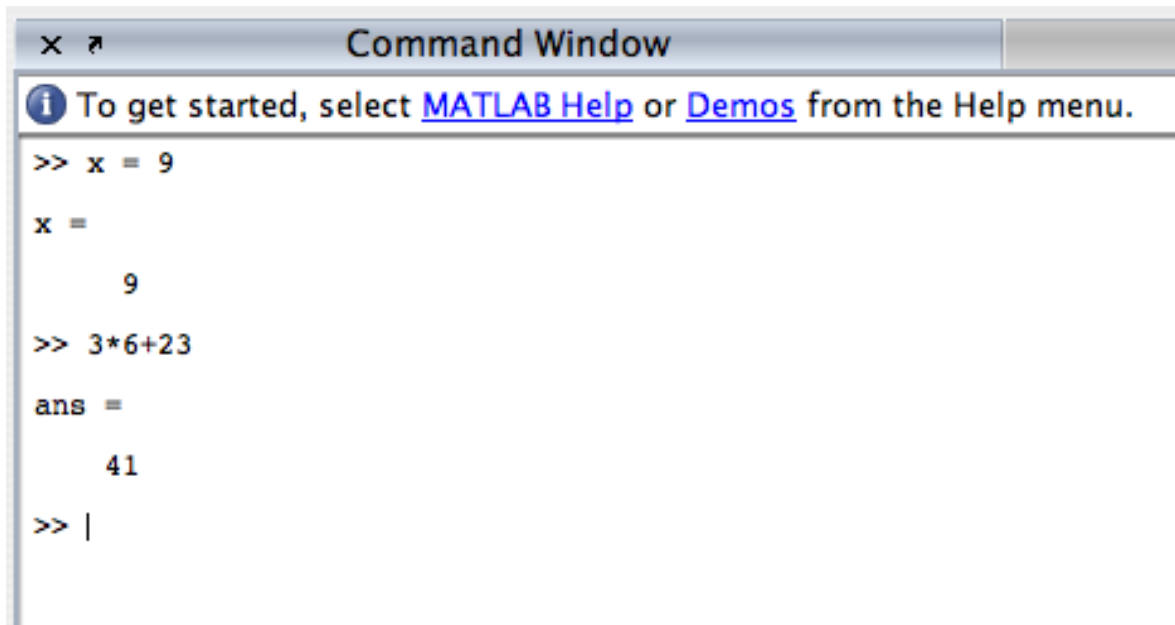 Command Window
To get started, select MATLAB Help or Demos from the Help menu.
>> x = 9
x =
9
>> 3*6+23
ans =
41
>>